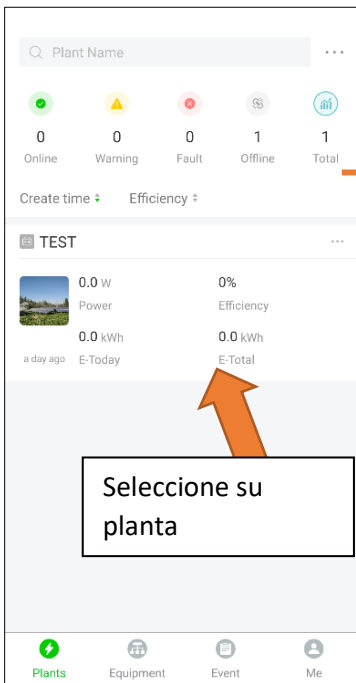 Plant Name
0 0 0 1 1
Online Warning Fault Offline Total
Create time Efficiency
TEST
0.0 W 0%
Power Efficiency
0.0 kWh 0.0 kWh
a day ago E-Today E-Total
Seleccione su
planta
Plants Equipment Event Me